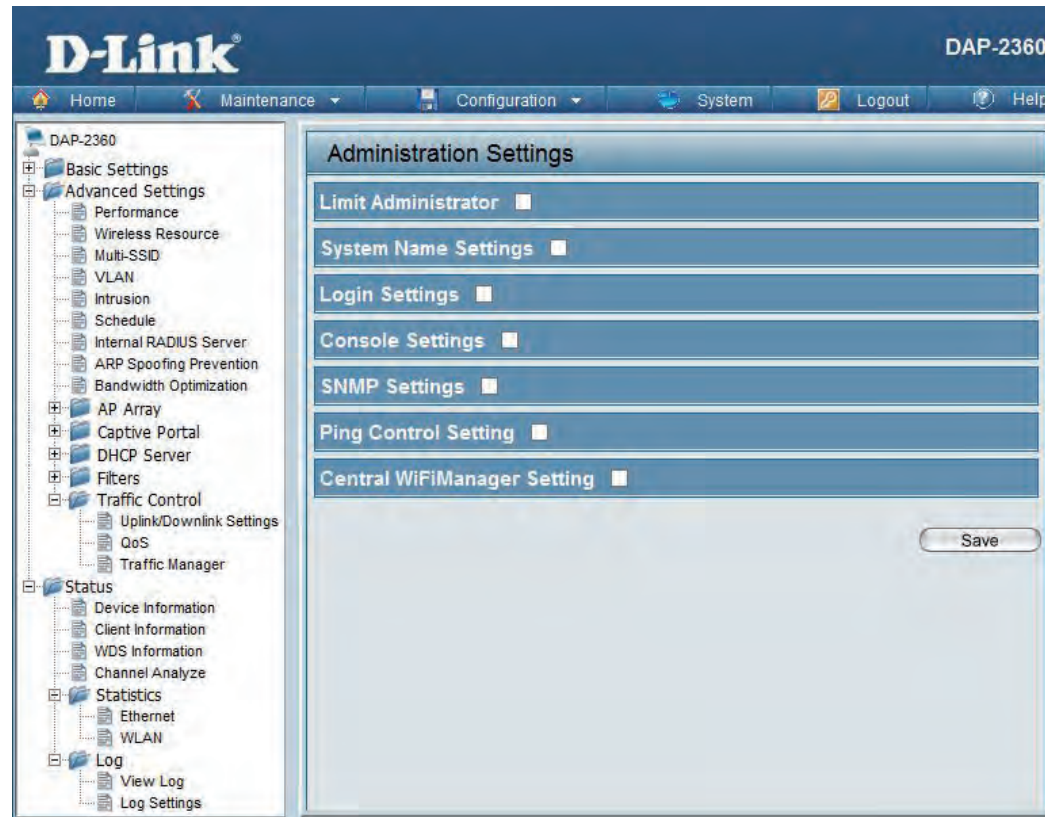 D-Link®
DAP-2360
Home Maintenance Configuration System Logout Help
DAP-2360
Basic Settings
Advanced Settings
Performance
Wireless Resource
Multi-SSID
VLAN
Intrusion
Schedule
Internal RADIUS Server
ARP Spoofing Prevention
Bandwidth Optimization
AP Array
Captive Portal
DHCP Server
Filters
Traffic Control
Uplink/Downlink Settings
QoS
Traffic Manager
Status
Device Information
Client Information
WDS Information
Channel Analyze
Statistics
Ethernet
WLAN
Log
View Log
Log Settings
Administration Settings
Limit Administrator
System Name Settings
Login Settings
Console Settings
SNMP Settings
Ping Control Setting
Central WiFiManager Setting
Save